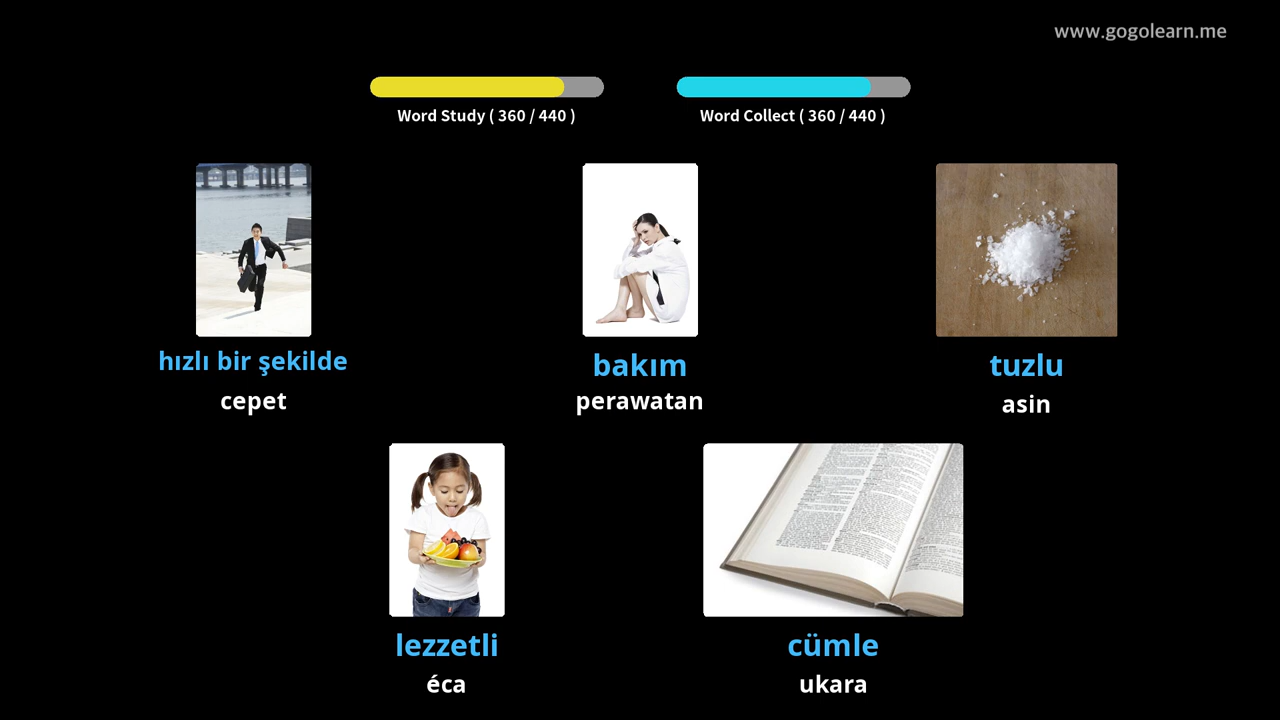 www.gogolearn.me
Word Study ( 360 / 440 )
Word Collect ( 360 / 440 )
hızlı bir şekilde
cepet
bakım
perawatan
tuzlu
asin
lezzetli
éca
cümle
ukara